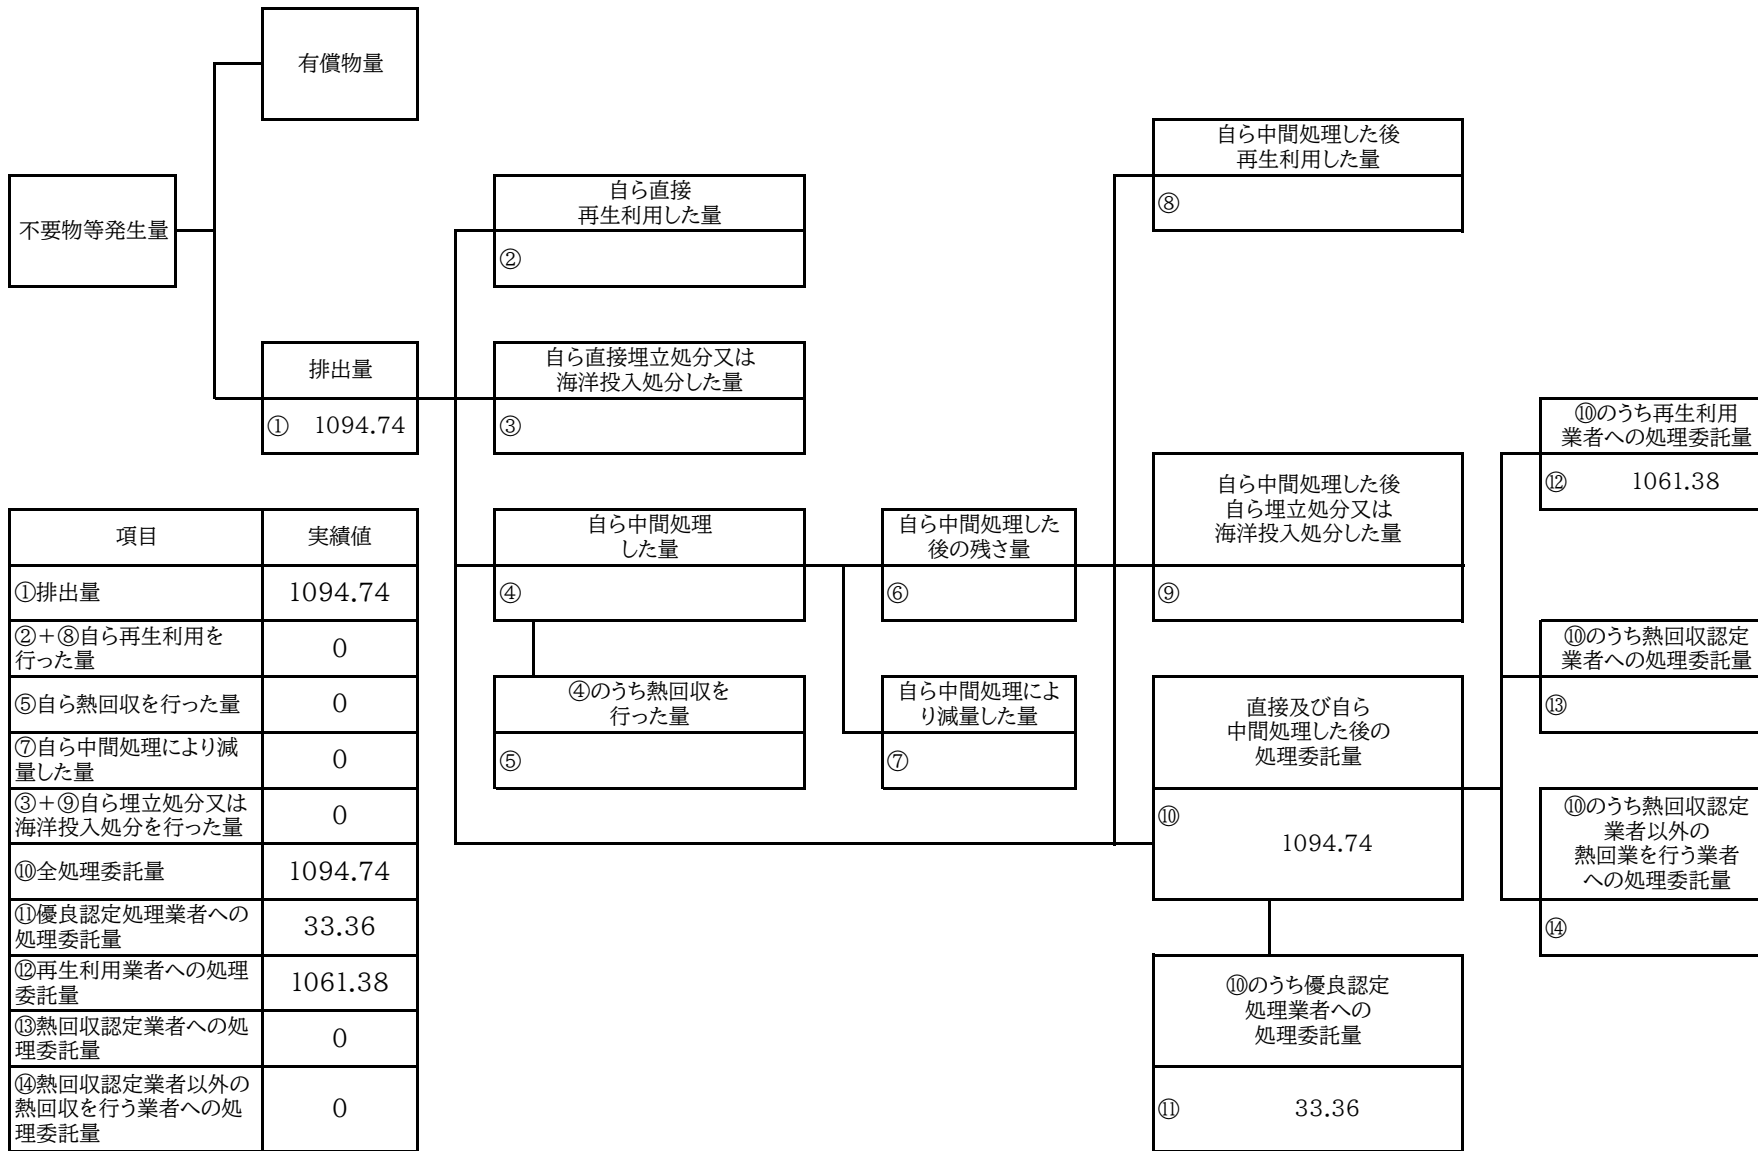 有償物量
不要物等発生量
排出量
① 1094.74
自ら直接
再生利用した量
②
自ら直接埋立処分又は
海洋投入処分した量
③
自ら中間処理
した量
④
④のうち熱回収を
行った量
⑤
自ら中間処理した
後の残さ量
⑥
自ら中間処理によ
り減量した量
⑦
自ら中間処理した後
再生利用した量
⑧
自ら中間処理した後
自ら埋立処分又は
海洋投入処分した量
⑨
直接及び自ら
中間処理した後の
処理委託量
⑩
1094.74
⑩のうち優良認定
処理業者への
処理委託量
⑪ 33.36
⑩のうち再生利用
業者への処理委託量
⑫ 1061.38
⑩のうち熱回収認定
業者への処理委託量
⑬
⑩のうち熱回収認定
業者以外の
熱回業を行う業者
への処理委託量
⑭
項目 実績値
①排出量 1094.74
②+⑧自ら再生利用を
行った量 0
⑤自ら熱回収を行った量 0
⑦自ら中間処理により減
量した量 0
③+⑨自ら埋立処分又は
海洋投入処分を行った量 0
⑩全処理委託量 1094.74
⑪優良認定処理業者への
処理委託量 33.36
⑫再生利用業者への処理
委託量 1061.38
⑬熱回収認定業者への処
理委託量 0
⑭熱回収認定業者以外の
熱回収を行う業者への処
理委託量 0